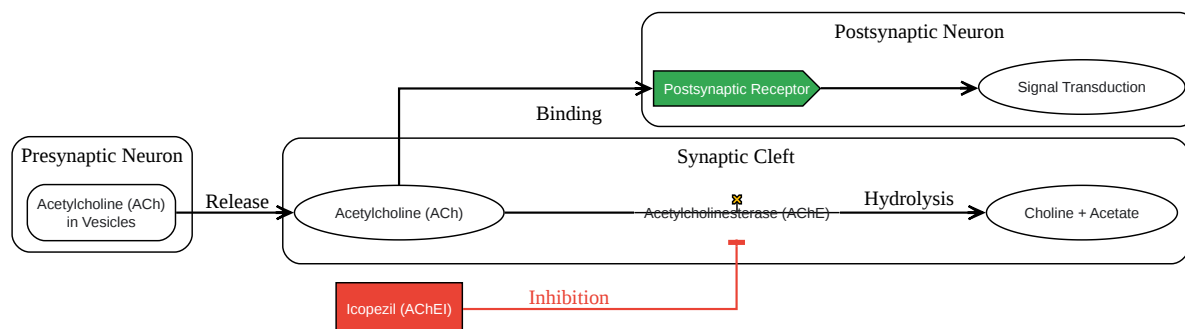 Postsynaptic Neuron
Postsynaptic Receptor
Signal Transduction
Binding
Presynaptic Neuron
Synaptic Cleft
Acetylcholine (ACh)
in Vesicles
Release
Acetylcholine (ACh)
Acetylcholinesterase (AChE)
Hydrolysis
Choline + Acetate
Icopezil (AChEI)
Inhibition